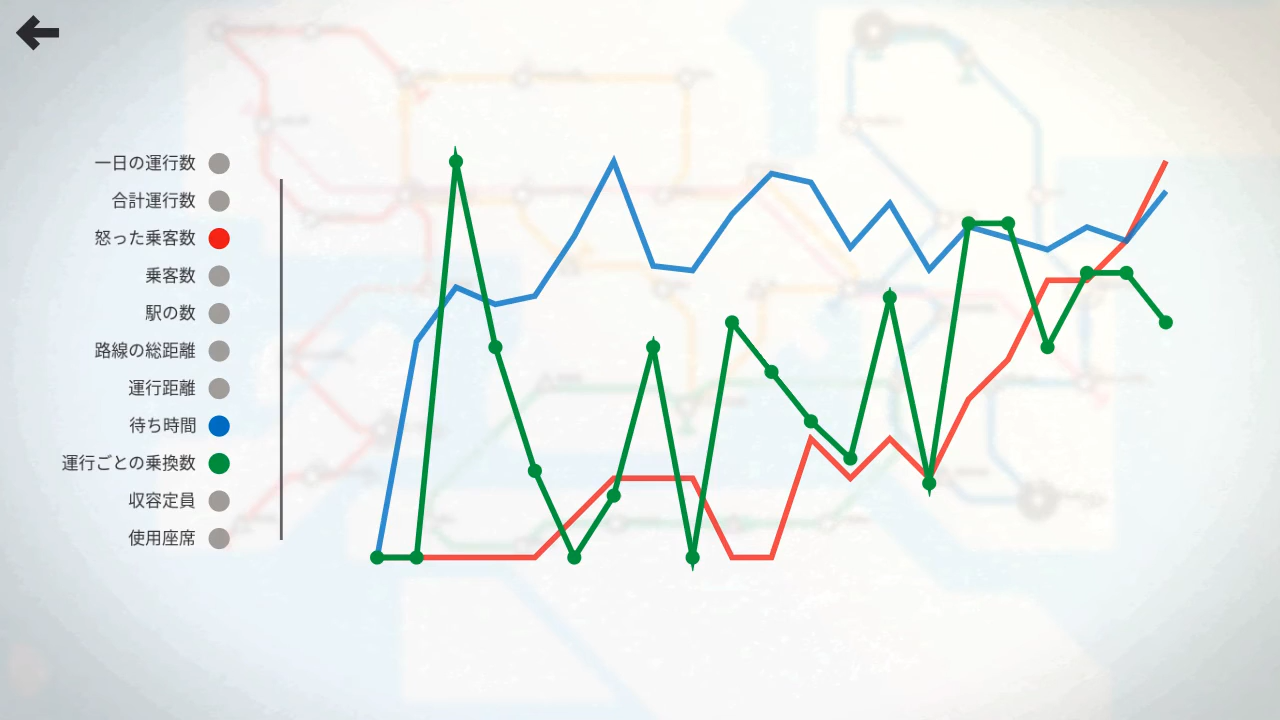 一日の運行数
合計運行数
怒った乗客数
乗客数
駅の数
路線の総距離
運行距離
待ち時間
運行ごとの乗換数
収容定員
使用座席